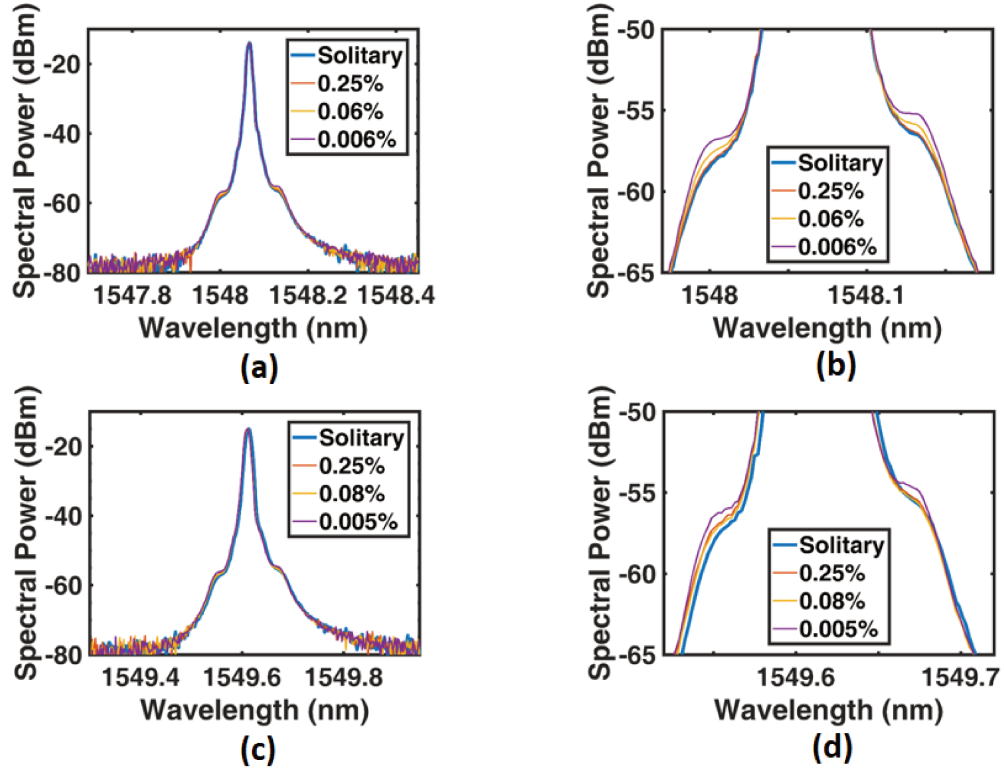 Spectral Power (dBm)
-20
-40
-60
-80
1547.8
1548
1548.2
1548.4
Wavelength (nm)
Solitary
0.25%
0.06%
0.006%
(a)
Spectral Power (dBm)
-50
-55
-60
-65
1548
1548.1
Wavelength (nm)
Solitary
0.25%
0.06%
0.006%
(b)
Spectral Power (dBm)
-20
-40
-60
-80
1549.4
1549.6
1549.8
Wavelength (nm)
Solitary
0.25%
0.08%
0.005%
(c)
Spectral Power (dBm)
-50
-55
-60
-65
1549.6
1549.7
Wavelength (nm)
Solitary
0.25%
0.08%
0.005%
(d)